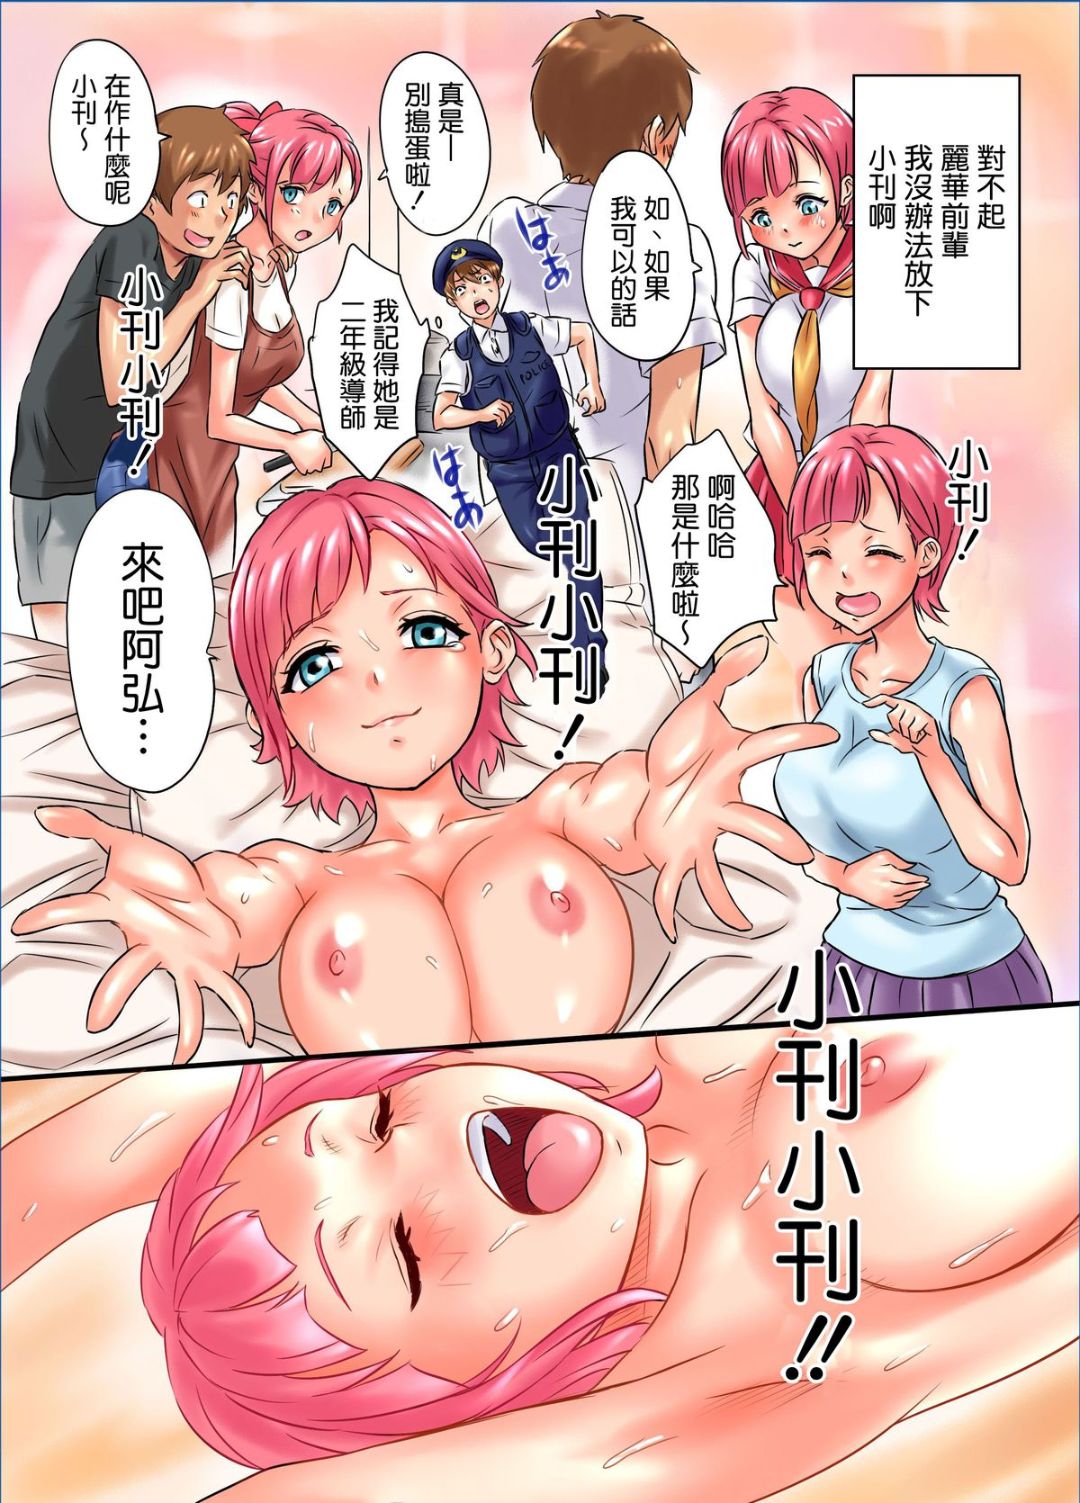 對不起
麗華前輩
我沒辦法放下
小刊啊
如、如果
我可以的話
真是—
別搗蛋啦！
在作什麼呢
小刊～
はぁ
POLICE
我記得她是
二年級導師
小刊小刊！
はぁ
小刊！
啊哈哈
那是什麼啦～
小刊小刊！
來吧阿弘…
小刊小刊！！